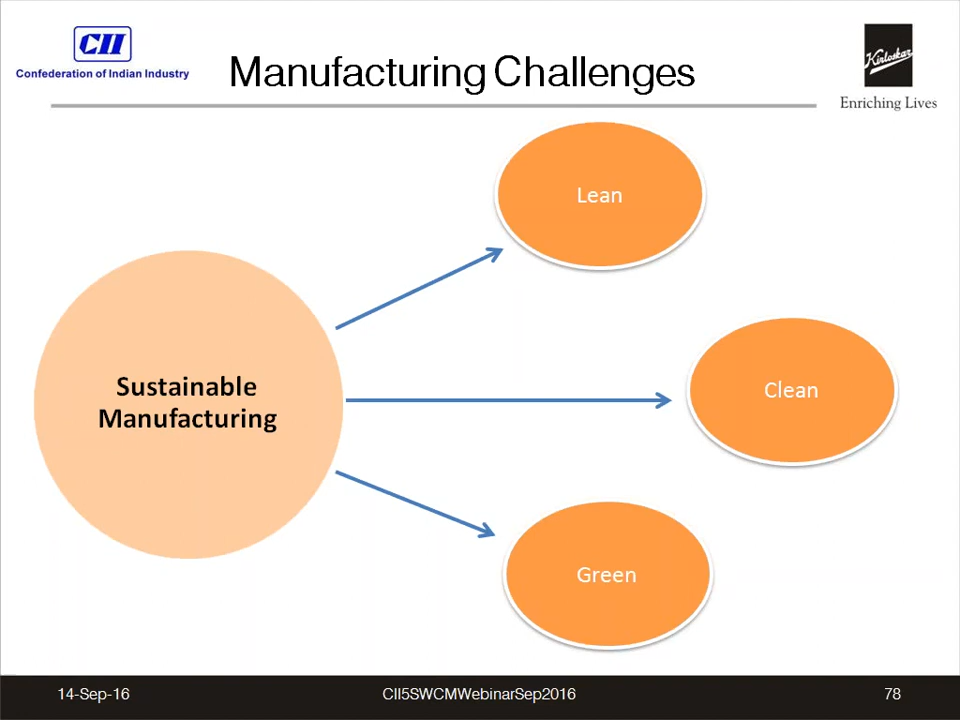 CII
Confederation of Indian Industry
Manufacturing Challenges
Kirloskar
Enriching Lives
Lean
Sustainable
Manufacturing
Clean
Green
14-Sep-16
CII5SWCMWebinarSep2016
78